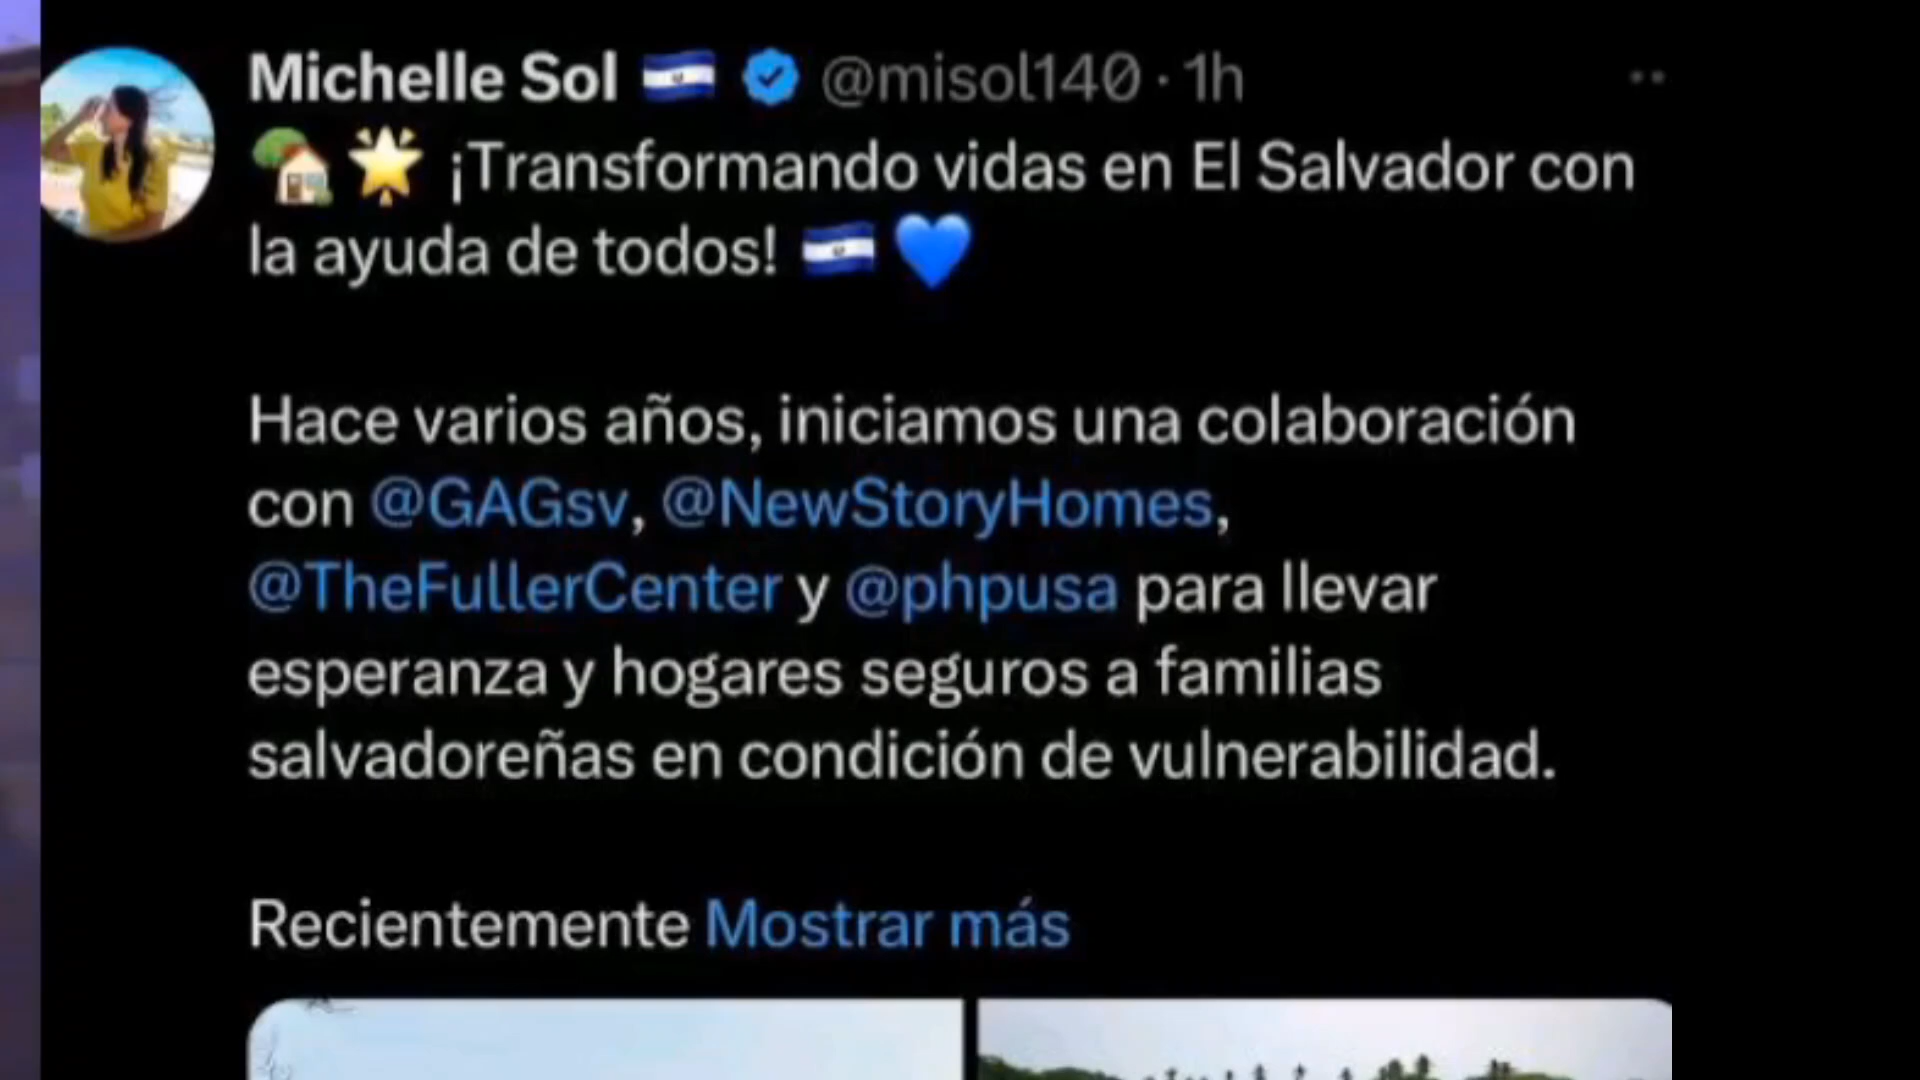 Michelle Sol @misol140 · 1h
¡Transformando vidas en El Salvador con
la ayuda de todos!
Hace varios años, iniciamos una colaboración
con @GAGsv, @NewStoryHomes,
@TheFullerCenter y @phpusa para llevar
esperanza y hogares seguros a familias
salvadoreñas en condición de vulnerabilidad.
Recientemente Mostrar más